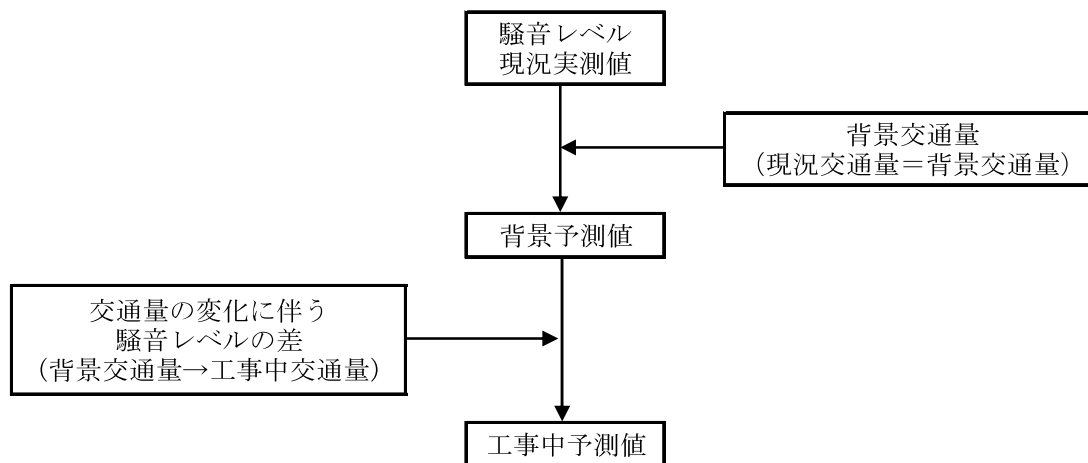 騒音レベル
現況実測値
背景交通量
（現況交通量＝背景交通量）
背景予測値
交通量の変化に伴う
騒音レベルの差
（背景交通量→工事中交通量）
工事中予測値